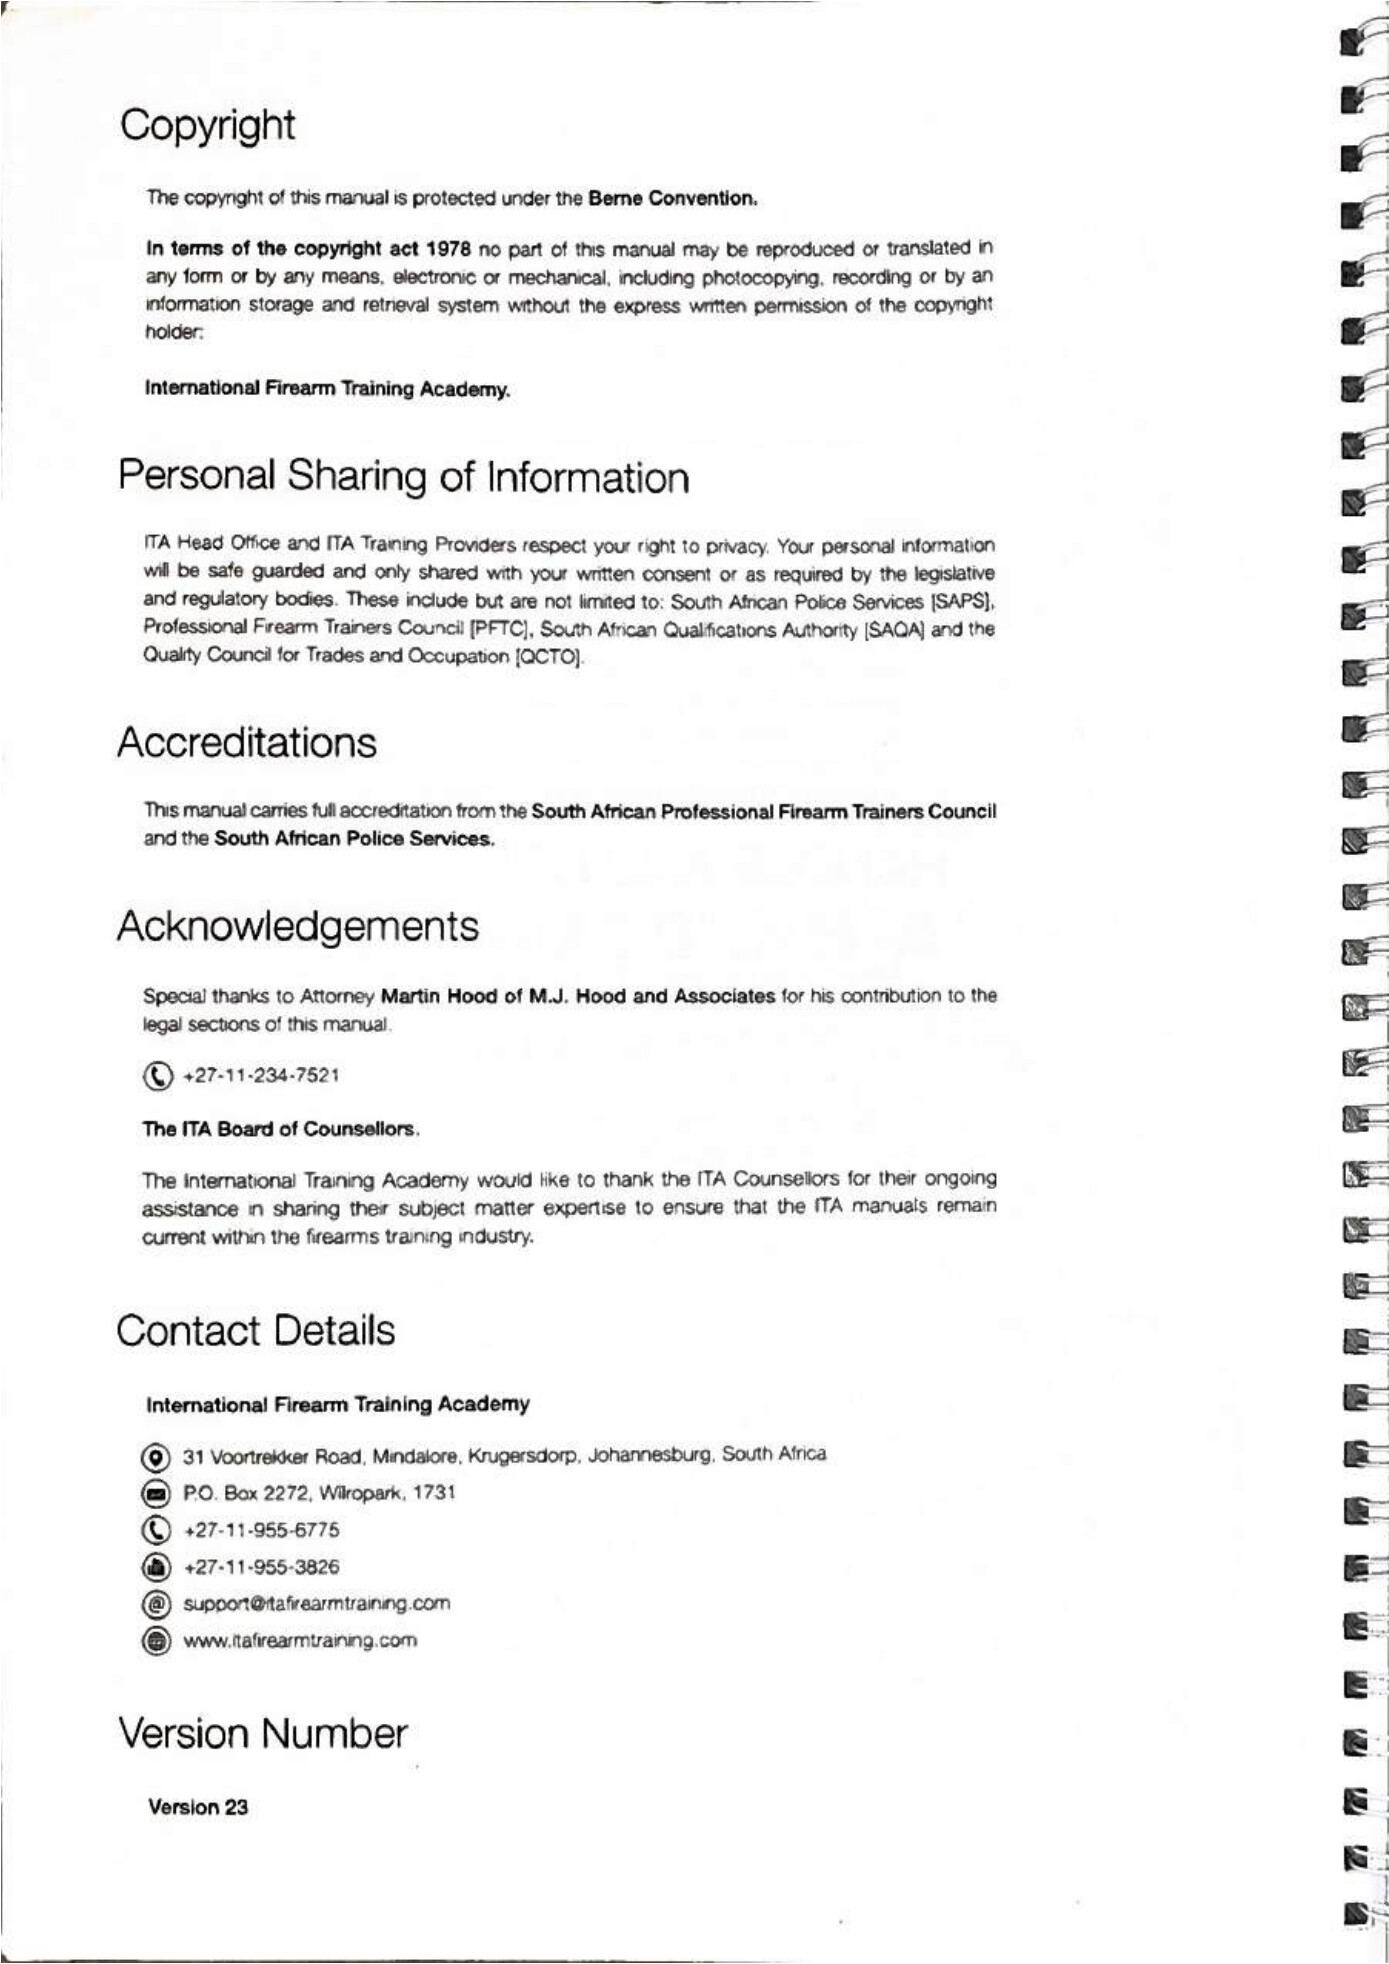 Copyright
The copyright of this manual is protected under the Berne Convention.
In terms of the copyright act 1978 no part of this manual may be reproduced or translated in
any form or by any means, electronic or mechanical, including photocopying, recording or by an
information storage and retrieval system without the express written permission of the copyright
holder:
International Firearm Training Academy.
Personal Sharing of Information
ITA Head Office and ITA Training Providers respect your right to privacy. Your personal information
will be safe guarded and only shared with your written consent or as required by the legislative
and regulatory bodies. These include but are not limited to: South African Police Services [SAPS],
Professional Firearm Trainers Council [PFTC], South African Qualifications Authority [SAQA] and the
Quality Council for Trades and Occupation [QCTO].
Accreditations
This manual carries full accreditation from the South African Professional Firearm Trainers Council
and the South African Police Services.
Acknowledgements
Special thanks to Attorney Martin Hood of M.J. Hood and Associates for his contribution to the
legal sections of this manual.
+27-11-234-7521
The ITA Board of Counsellors.
The International Training Academy would like to thank the ITA Counsellors for their ongoing
assistance in sharing their subject matter expertise to ensure that the ITA manuals remain
current within the firearms training industry.
Contact Details
International Firearm Training Academy
31 Voortrekker Road, Mindalore, Krugersdorp, Johannesburg, South Africa
P.O. Box 2272, Wilropark, 1731
+27-11-955-6775
+27-11-955-3826
support@itafirearmtraining.com
www.itafirearmtraining.com
Version Number
Version 23